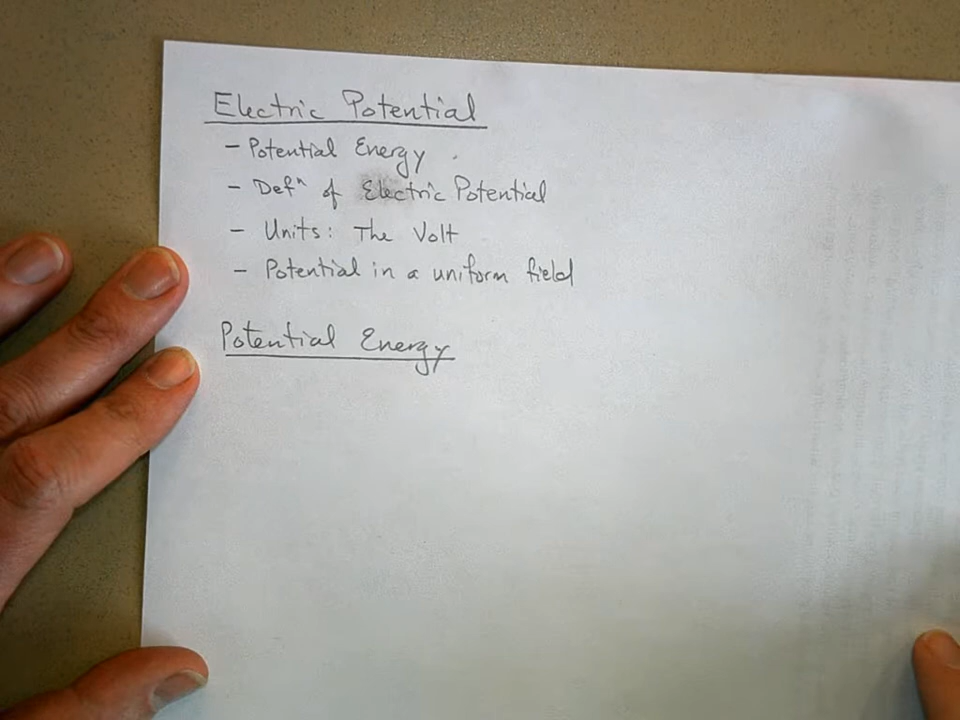 Electric Potential
- Potential Energy
- Defⁿ of Electric Potential
- Units: The Volt
- Potential in a uniform field
Potential Energy